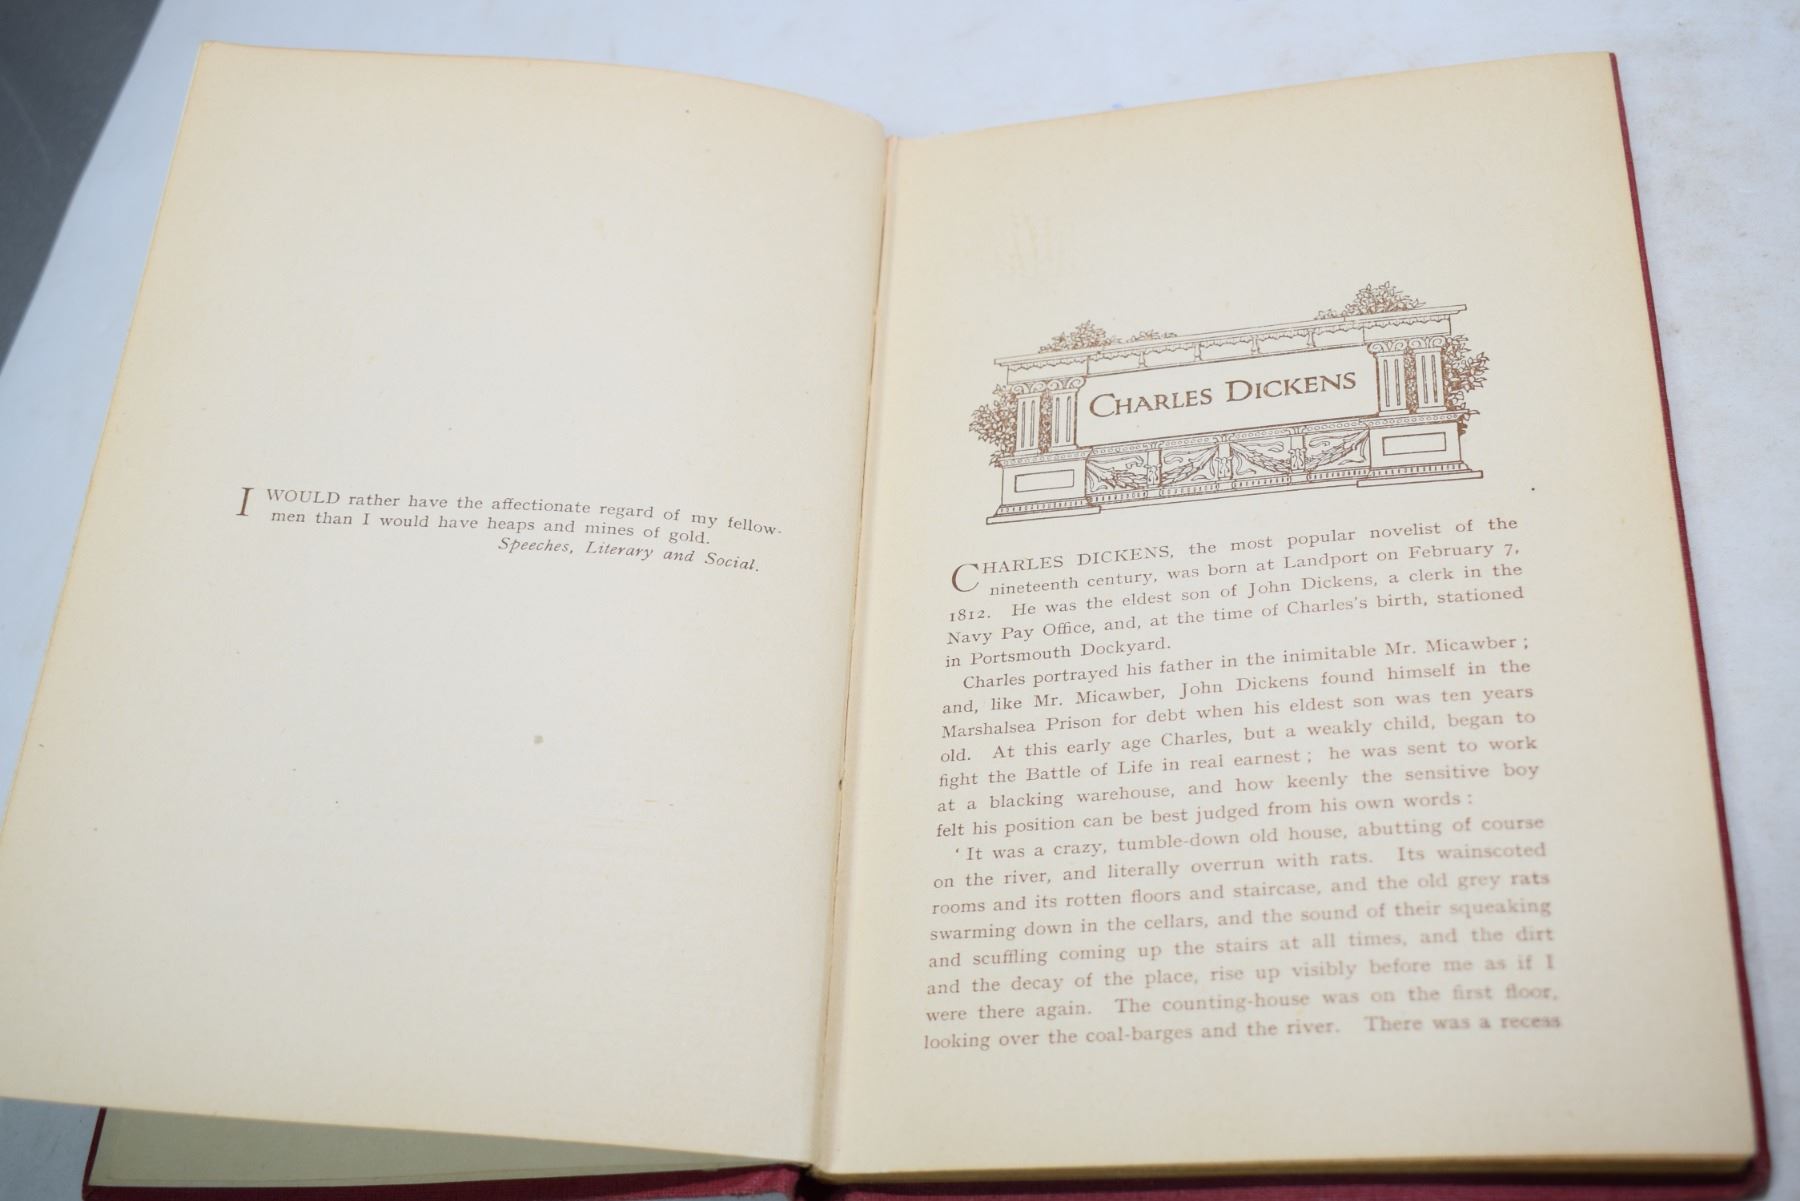 I WOULD rather have the affectionate regard of my fellow-
men than I would have heaps and mines of gold.
Speeches, Literary and Social.
CHARLES DICKENS
CHARLES DICKENS, the most popular novelist of the
nineteenth century, was born at Landport on February 7,
1812. He was the eldest son of John Dickens, a clerk in the
Navy Pay Office, and, at the time of Charles's birth, stationed
in Portsmouth Dockyard.
Charles portrayed his father in the inimitable Mr. Micawber ;
and, like Mr. Micawber, John Dickens found himself in the
Marshalsea Prison for debt when his eldest son was ten years
old. At this early age Charles, but a weakly child, began to
fight the Battle of Life in real earnest ; he was sent to work
at a blacking warehouse, and how keenly the sensitive boy
felt his position can be best judged from his own words :
‘ It was a crazy, tumble-down old house, abutting of course
on the river, and literally overrun with rats. Its wainscoted
rooms and its rotten floors and staircase, and the old grey rats
swarming down in the cellars, and the sound of their squeaking
and scuffling coming up the stairs at all times, and the dirt
and the decay of the place, rise up visibly before me as if I
were there again. The counting-house was on the first floor,
looking over the coal-barges and the river. There was a recess